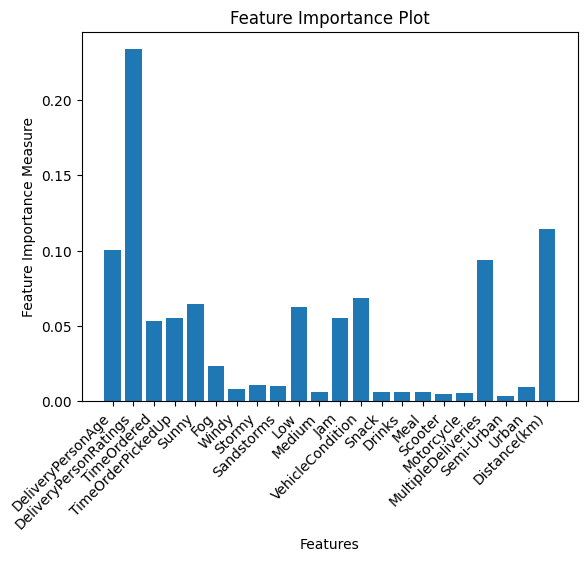 Feature Importance Plot
Feature Importance Measure
0.20
0.15
0.10
0.05
0.00
DeliveryPersonAge
DeliveryPersonRatings
TimeOrdered
TimeOrderPickedUp
Sunny
Fog
Windy
Stormy
Sandstorms
Low
Medium
Jam
VehicleCondition
Snack
Drinks
Meal
Scooter
Motorcycle
MultipleDeliveries
Semi-Urban
Urban
Distance(km)
Features